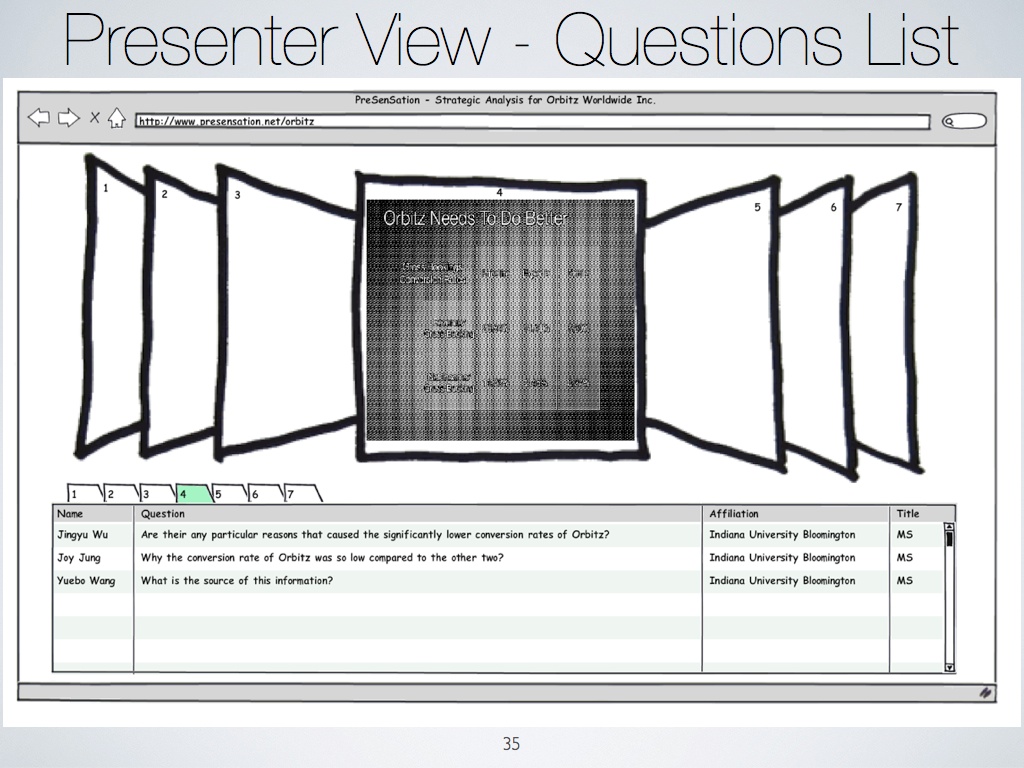 Presenter View - Questions List
PreSenSation - Strategic Analysis for Orbitz Worldwide Inc.
X
http://www.presensation.net/orbitz
1
2
3
4
5
6
7
Orbitz Needs To Do Better
Gross Booking
1 2 3 4 5 6 7
Name Question Affiliation Title
Jingyu Wu Are their any particular reasons that caused the significantly lower conversion rates of Orbitz? Indiana University Bloomington MS
Joy Jung Why the conversion rate of Orbitz was so low compared to the other two? Indiana University Bloomington MS
Yuebo Wang What is the source of this information? Indiana University Bloomington MS
35